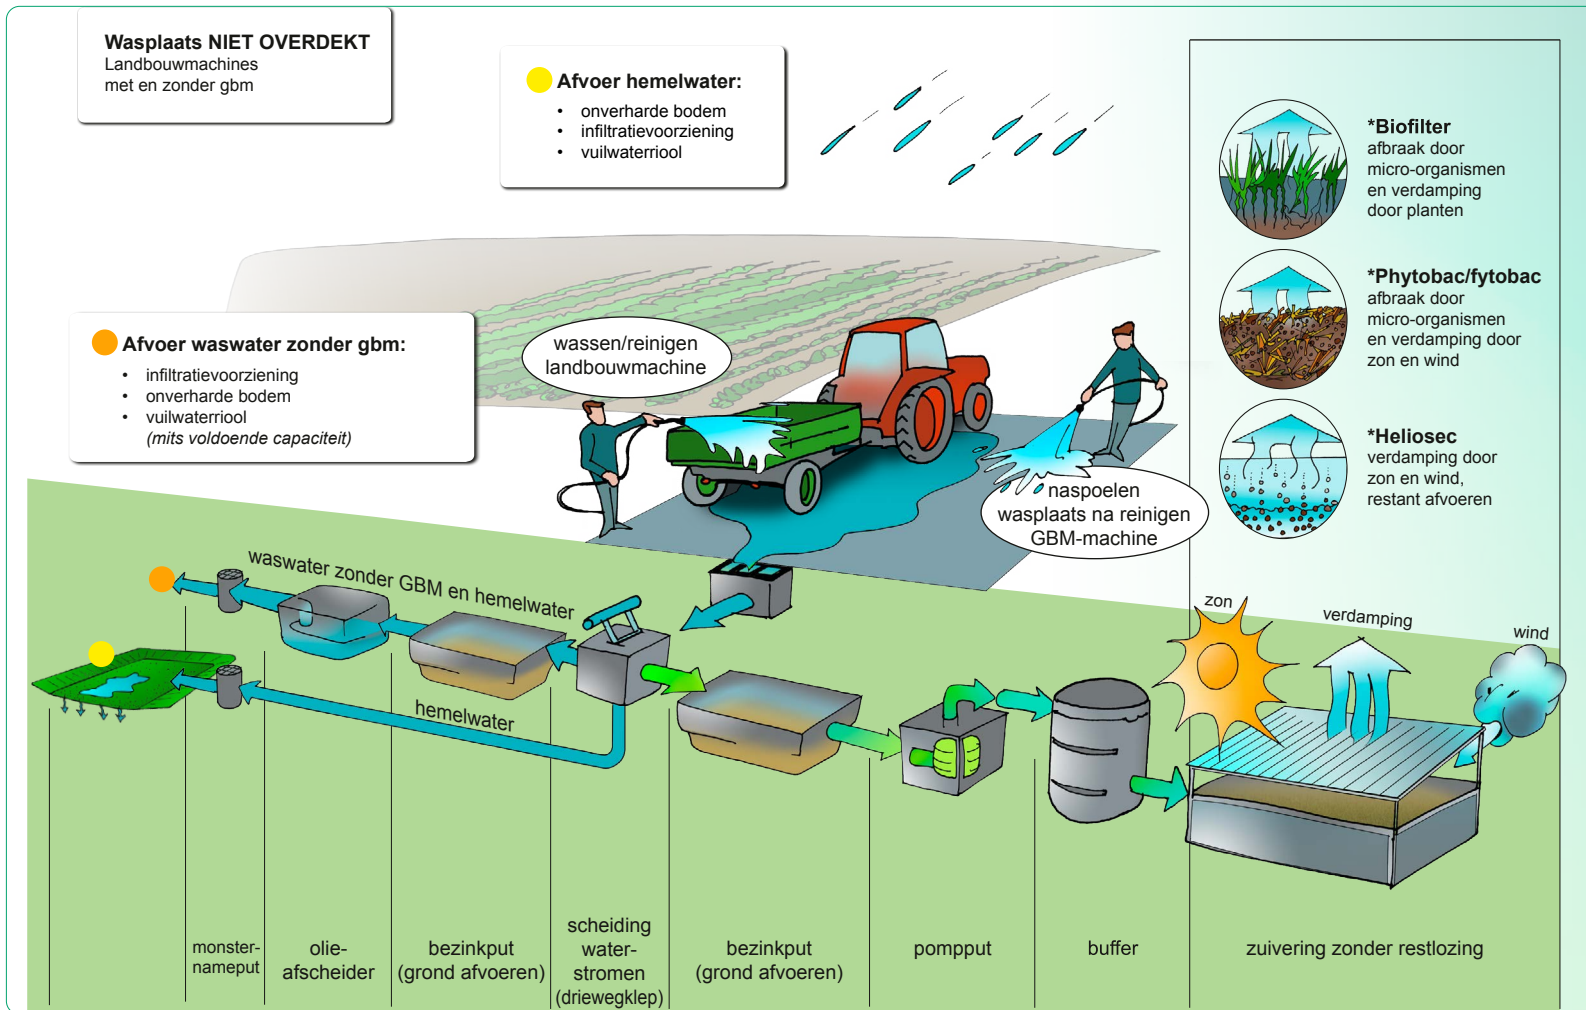 Wasplaats NIET OVERDEKT
Landbouwmachines
met en zonder gbm
Afvoer hemelwater:
• onverharde bodem
• infiltratievoorziening
• vuilwaterriool
*Biofilter
afbraak door
micro-organismen
en verdamping
door planten
*Phytobac/fytobac
afbraak door
micro-organismen
en verdamping door
zon en wind
*Heliosec
verdamping door
zon en wind,
restant afvoeren
Afvoer waswater zonder gbm:
• infiltratievoorziening
• onverharde bodem
• vuilwaterriool
(mits voldoende capaciteit)
wassen/reinigen
landbouwmachine
naspoelen
wasplaats na reinigen
GBM-machine
waswater zonder GBM en hemelwater
hemelwater
zon
verdamping
wind
monster-
nameput
olie-
afscheider
bezinkput
(grond afvoeren)
scheiding
water-
stromen
(driewegklep)
bezinkput
(grond afvoeren)
pompput
buffer
zuivering zonder restlozing